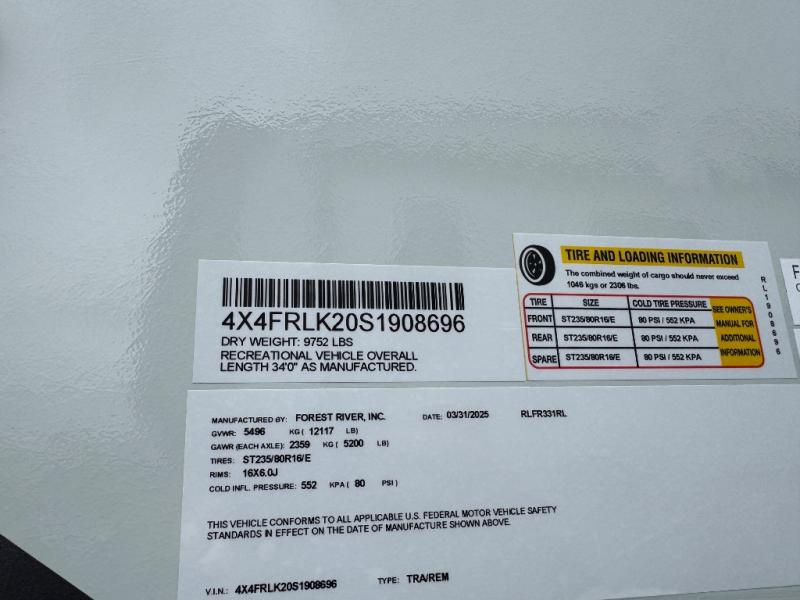 4X4FRLK20S1908696
DRY WEIGHT: 9752 LBS
RECREATIONAL VEHICLE OVERALL
LENGTH 34'0" AS MANUFACTURED.
TIRE AND LOADING INFORMATION
The combined weight of cargo should never exceed
1046 kgs or 2306 lbs.
TIRE SIZE COLD TIRE PRESSURE
FRONT ST235/80R16/E 80 PSI / 552 KPA
REAR ST235/80R16/E 80 PSI / 552 KPA
SPARE ST235/80R16/E 80 PSI / 552 KPA
SEE OWNER'S
MANUAL FOR
ADDITIONAL
INFORMATION
RL1908696
MANUFACTURED BY: FOREST RIVER, INC. DATE: 03/31/2025 RLFR331RL
GVWR: 5496 KG ( 12117 LB)
GAWR (EACH AXLE): 2359 KG ( 5200 LB)
TIRES: ST235/80R16/E
RIMS: 16X6.0J
COLD INFL. PRESSURE: 552 KPA ( 80 PSI )
THIS VEHICLE CONFORMS TO ALL APPLICABLE U.S. FEDERAL MOTOR VEHICLE SAFETY
STANDARDS IN EFFECT ON THE DATE OF MANUFACTURE SHOWN ABOVE.
V.I.N.: 4X4FRLK20S1908696 TYPE: TRA/REM